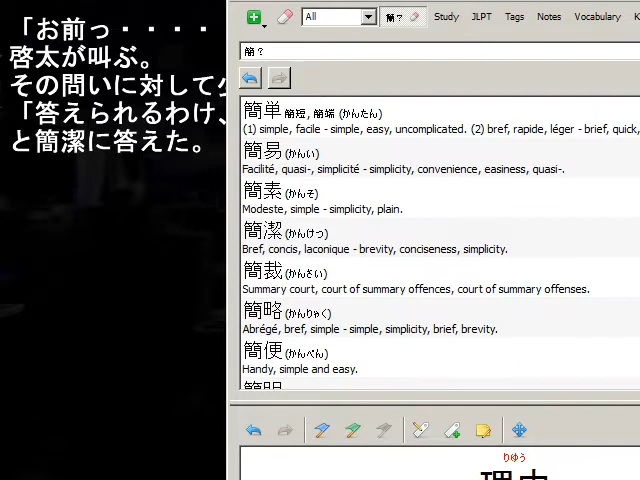 「お前っ・・・・
啓太が叫ぶ。
その問いに対して
「答えられるわけ、
と簡潔に答えた。
All
簡？
Study
JLPT
Tags
Notes
Vocabulary
簡？
簡単 簡短, 簡端 (かんたん)
(1) simple, facile - simple, easy, uncomplicated. (2) bref, rapide, léger - brief, quick,
簡易 (かんい)
Facilité, quasi-, simplicité - simplicity, convenience, easiness, quasi-.
簡素 (かんそ)
Modeste, simple - simplicity, plain.
簡潔 (かんけつ)
Bref, concis, laconique - brevity, conciseness, simplicity.
簡裁 (かんさい)
Summary court, court of summary offences, court of summary offenses.
簡略 (かんりゃく)
Abrégé, bref, simple - simple, simplicity, brief, brevity.
簡便 (かんべん)
Handy, simple and easy.
簡明
りゆう
理由